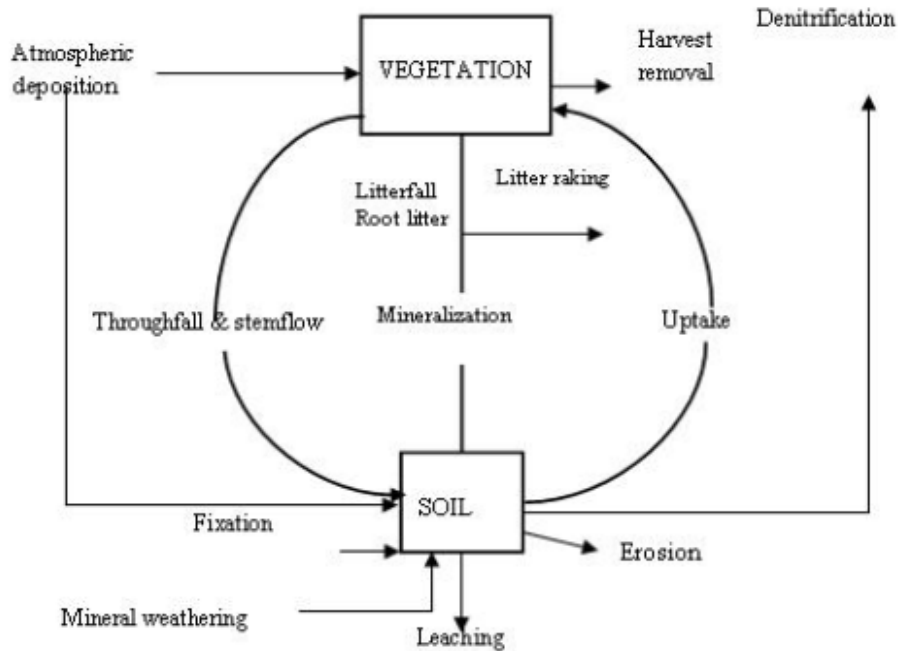 Denitrification
Atmospheric
deposition
VEGETATION
Harvest
removal
Litterfall
Root litter
Litter raking
Throughfall & stemflow
Mineralization
Uptake
SOIL
Fixation
Erosion
Mineral weathering
Leaching